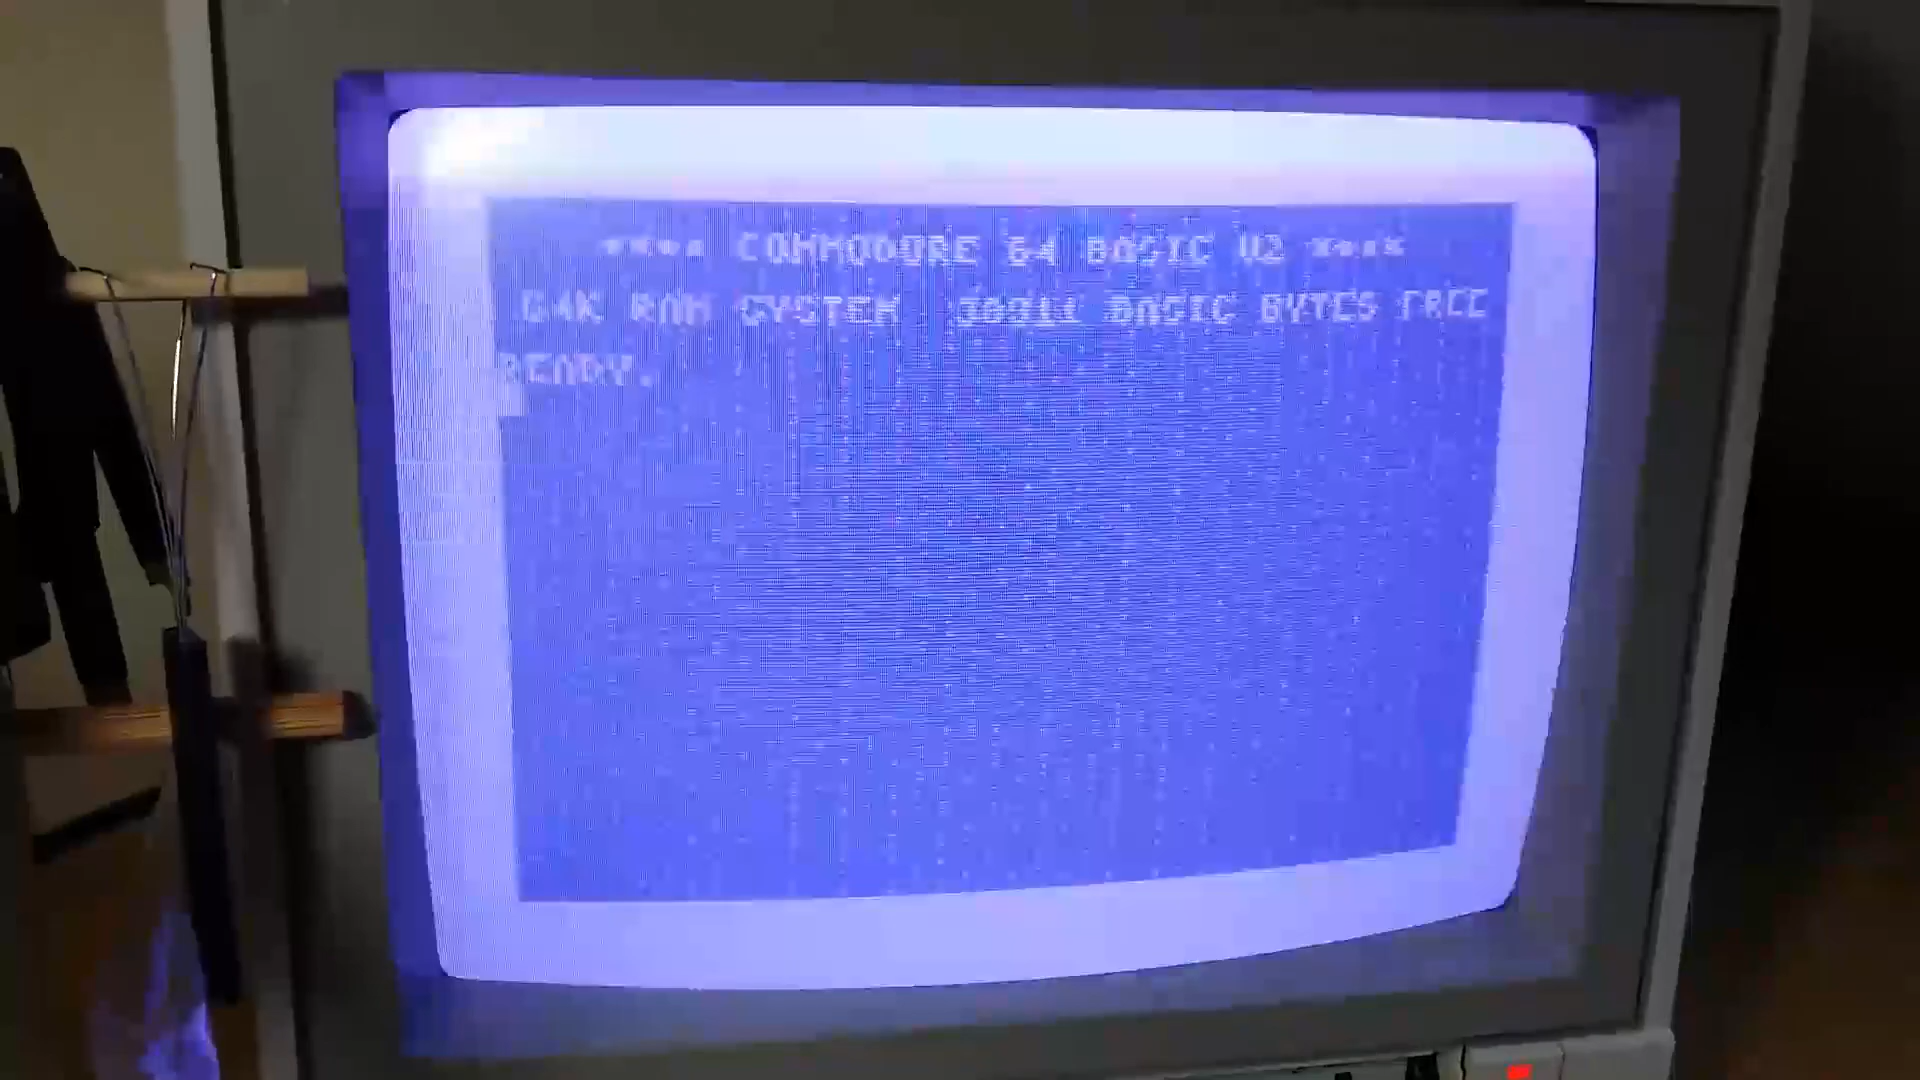 **** COMMODORE 64 BASIC V2 ****
64K RAM SYSTEM 38911 BASIC BYTES FREE
READY.